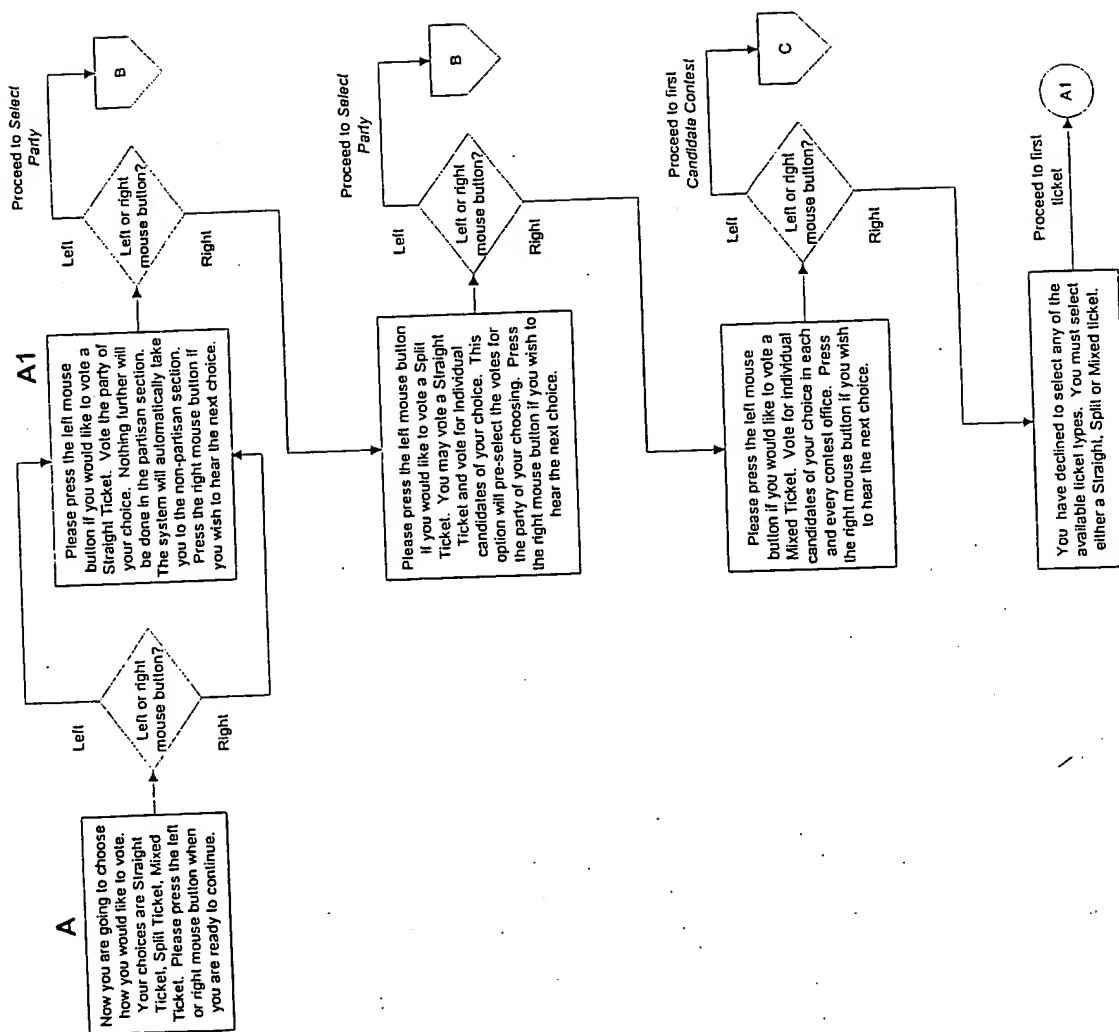 A
Now you are going to choose
how you would like to vote.
Your choices are Straight
Ticket, Split Ticket, Mixed
Ticket. Please press the left
or right mouse button when
you are ready to continue.
Left or right
mouse button?
Left
Right
A1
Please press the left mouse
button if you would like to vote a
Straight Ticket. Vote the party of
your choice. Nothing further will
be done in the partisan section.
The system will automatically take
you to the non-partisan section.
Press the right mouse button if
you wish to hear the next choice.
Left or right
mouse button?
Left
Right
Proceed to Select
Party
B
Please press the left mouse button
if you would like to vote a Split
Ticket. You may vote a Straight
Ticket and vote for Individual
candidates of your choice. This
option will pre-select the votes for
the party of your choosing. Press
the right mouse button if you wish to
hear the next choice.
Left or right
mouse button?
Left
Right
Proceed to Select
Party
B
Please press the left mouse
button if you would like to vote a
Mixed Ticket. Vote for Individual
candidates of your choice in each
and every contest office. Press
the right mouse button if you wish
to hear the next choice.
Left or right
mouse button?
Left
Right
Proceed to first
Candidate Contest
C
You have declined to select any of the
available ticket types. You must select
either a Straight, Split or Mixed ticket.
Proceed to first
ticket
A1